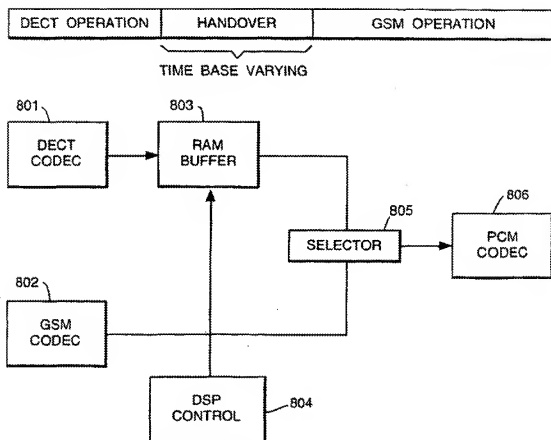 DECT OPERATION
HANDOVER
GSM OPERATION
TIME BASE VARYING
801
DECT
CODEC
803
RAM
BUFFER
805
SELECTOR
806
PCM
CODEC
802
GSM
CODEC
DSP
CONTROL
804